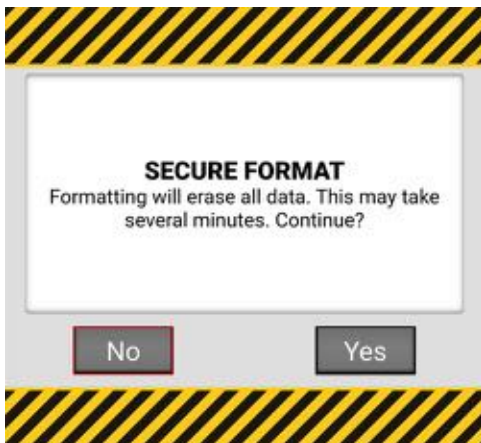 SECURE FORMAT
Formatting will erase all data. This may take
several minutes. Continue?
No
Yes